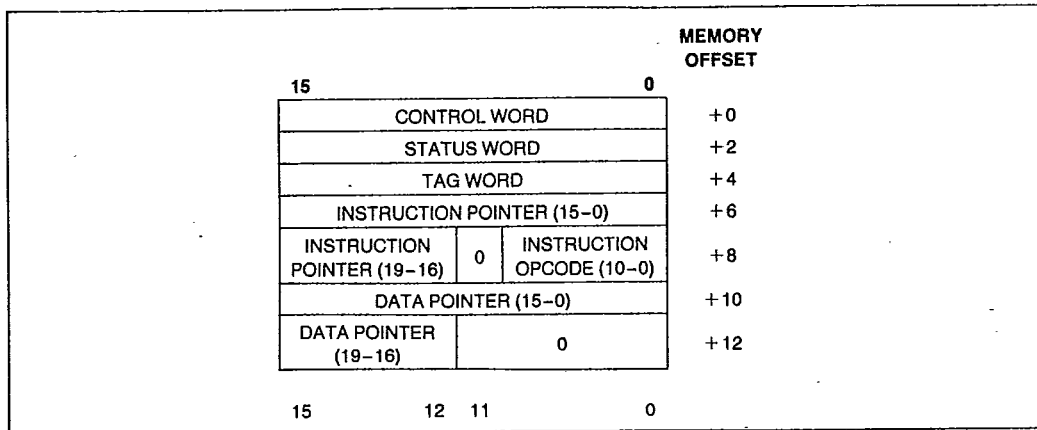 MEMORY
OFFSET
15 0
CONTROL WORD +0
STATUS WORD +2
TAG WORD +4
INSTRUCTION POINTER (15–0) +6
INSTRUCTION POINTER (19–16) 0 INSTRUCTION OPCODE (10–0) +8
DATA POINTER (15–0) +10
DATA POINTER (19–16) 0 +12
15 12 11 0